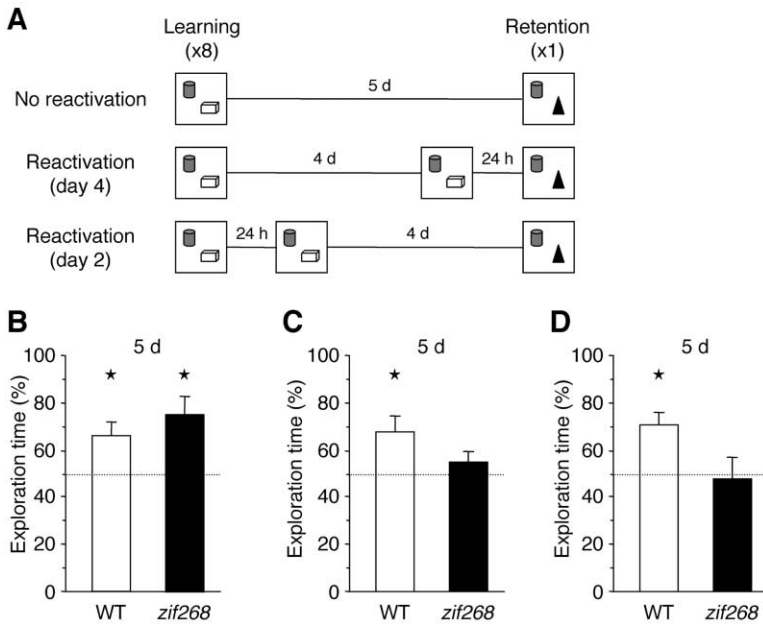 A
Learning
(x8)
Retention
(x1)
No reactivation
5 d
Reactivation
(day 4)
4 d
24 h
Reactivation
(day 2)
24 h
4 d
B
5 d
Exploration time (%)
100
80
60
40
20
0
WT
zif268
C
5 d
Exploration time (%)
100
80
60
40
20
0
WT
zif268
D
5 d
Exploration time (%)
100
80
60
40
20
0
WT
zif268